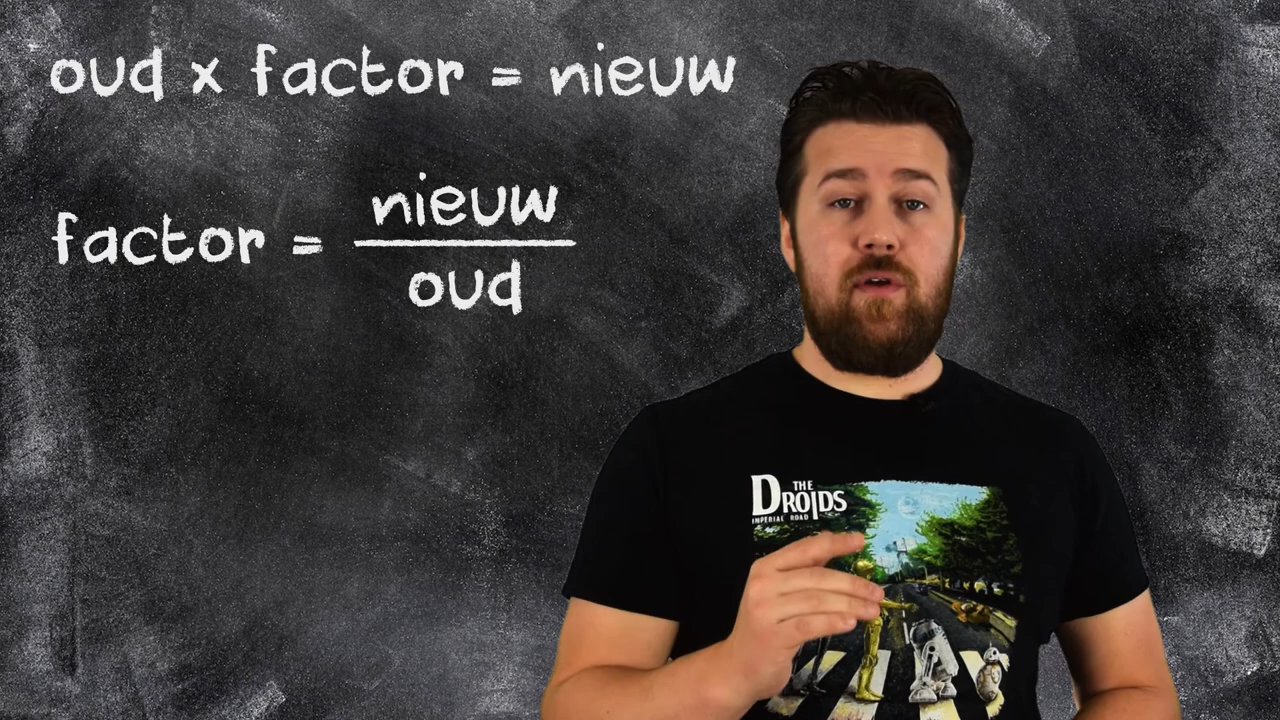 oud x factor = nieuw
factor = nieuw
oud
THE
DROIDS
IMPERIAL ROAD